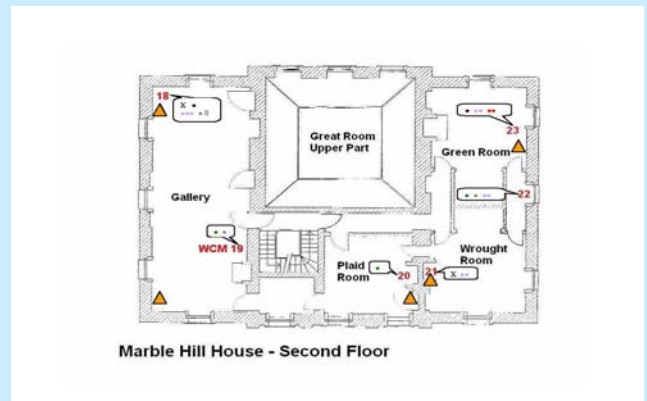 18
X
23
Great Room
Upper Part
Green Room
Gallery
22
WCM 19
Wrought
Room
Plaid
Room
20
21
X
Marble Hill House - Second Floor